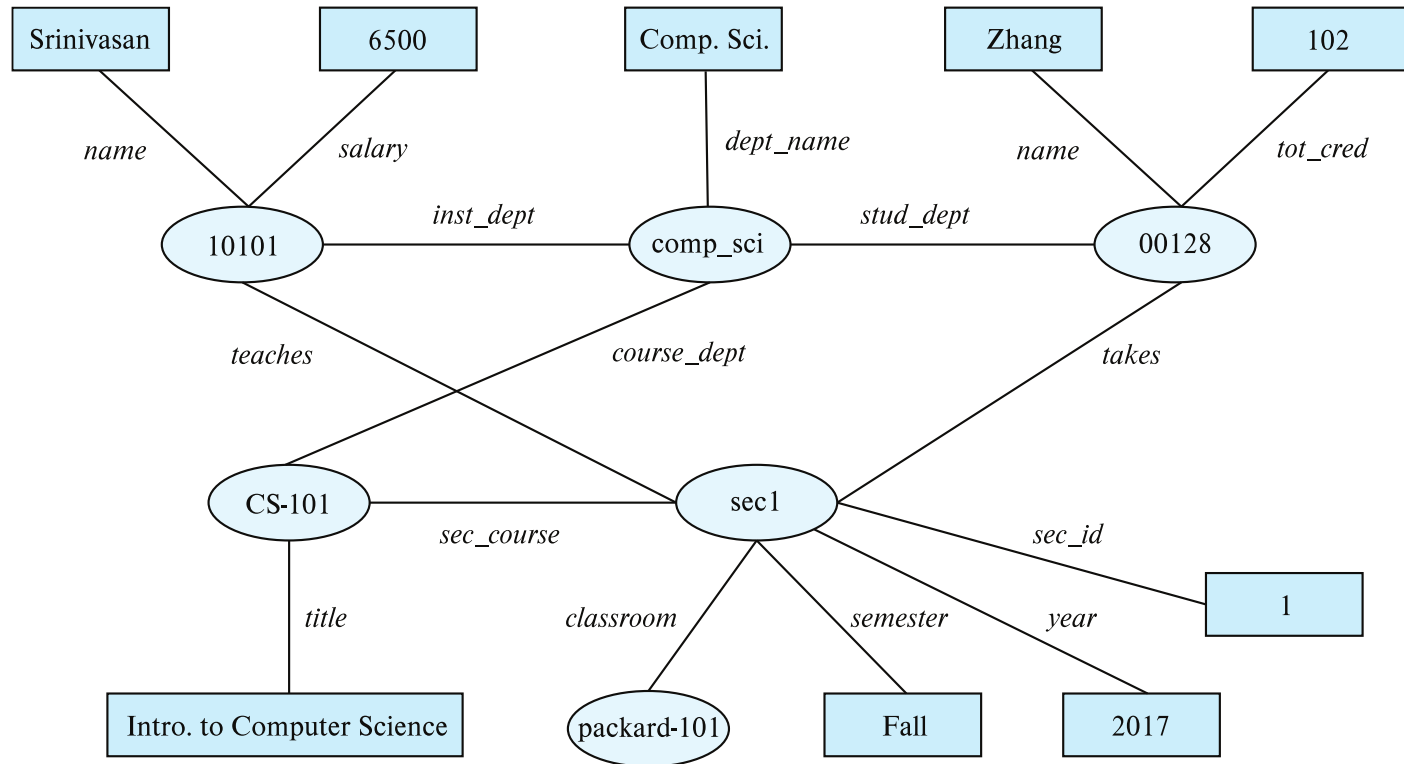 Srinivasan
6500
Comp. Sci.
Zhang
102
name
salary
dept_name
name
tot_cred
inst_dept
stud_dept
10101
comp_sci
00128
teaches
course_dept
takes
CS-101
sec1
sec_course
sec_id
1
title
classroom
semester
year
Intro. to Computer Science
packard-101
Fall
2017